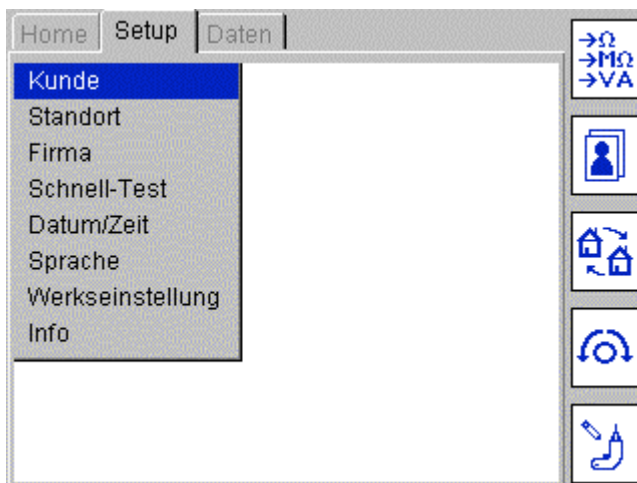 Home Setup Daten
Kunde
Standort
Firma
Schnell-Test
Datum/Zeit
Sprache
Werkseinstellung
Info
→Ω
→MΩ
→VA